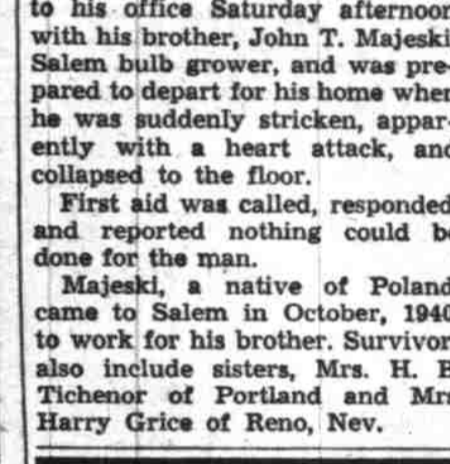 to his office Saturday afternoon
with his brother, John T. Majeski
Salem bulb grower, and was pre-
pared to depart for his home when
he was suddenly stricken, appar-
ently with a heart attack, and
collapsed to the floor.
First aid was called, responded
and reported nothing could be
done for the man.
Majeski, a native of Poland
came to Salem in October, 1940
to work for his brother. Survivor
also include sisters, Mrs. H. B
Tichenor of Portland and Mrs
Harry Grice of Reno, Nev.